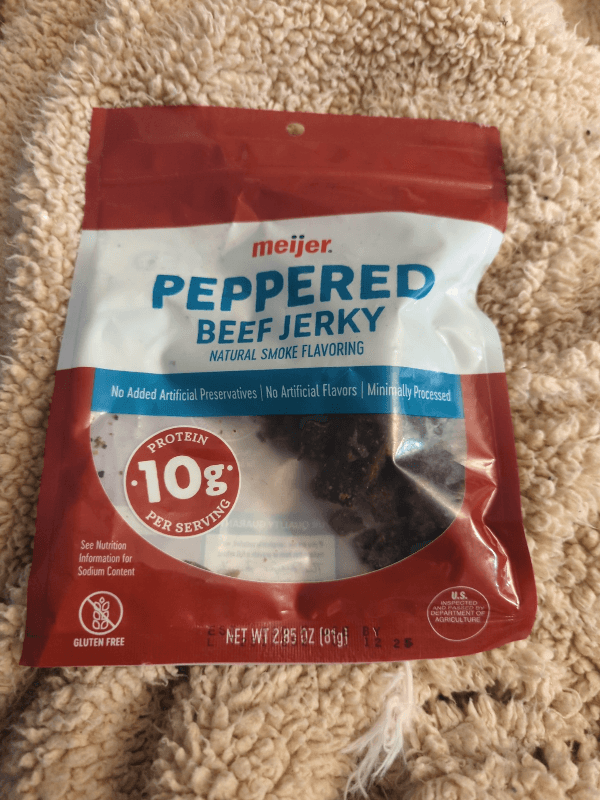 meijer.
PEPPERED
BEEF JERKY
NATURAL SMOKE FLAVORING
No Added Artificial Preservatives | No Artificial Flavors | Minimally Processed
PROTEIN
10g
PER SERVING
See Nutrition
Information for
Sodium Content
GLUTEN FREE
NET WT 2.85 OZ (81g)
U.S.
INSPECTED
AND PASSED BY
DEPARTMENT OF
AGRICULTURE